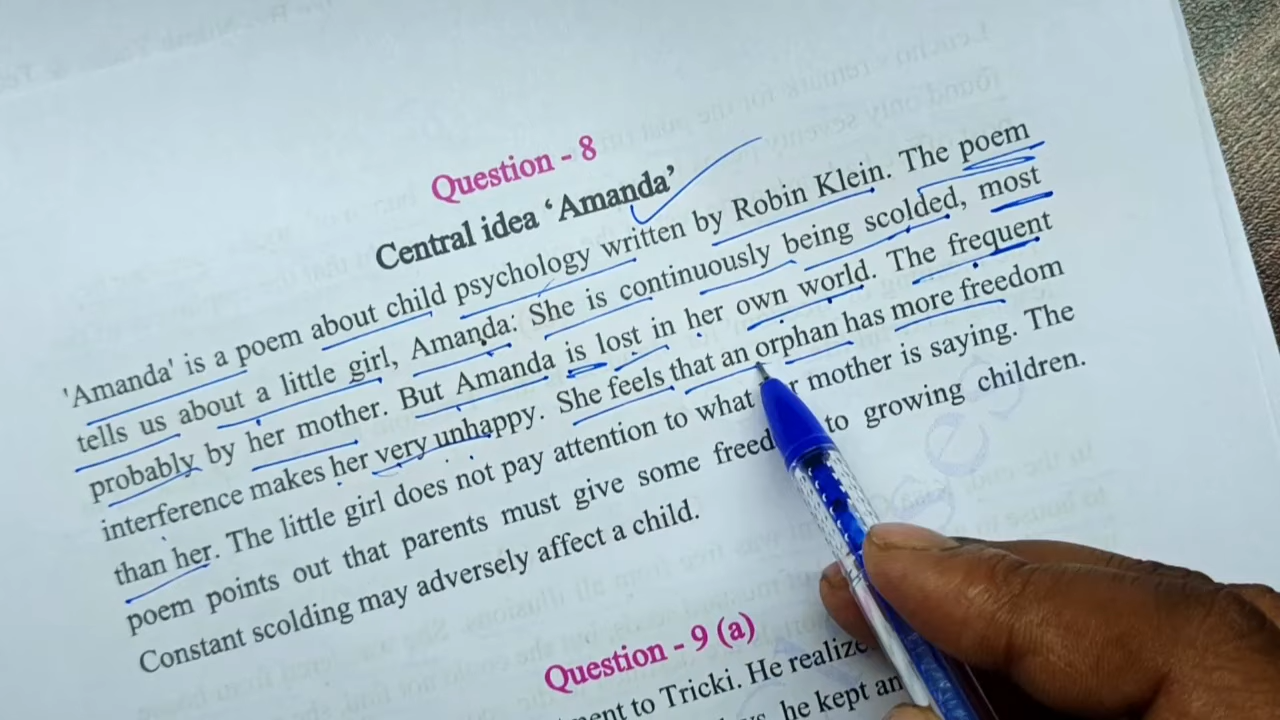 Question - 8
Central idea 'Amanda'
'Amanda' is a poem about child psychology written by Robin Klein. The poem
tells us about a little girl, Amanda. She is continuously being scolded, most
probably by her mother. But Amanda is lost in her own world. The frequent
interference makes her very unhappy. She feels that an orphan has more freedom
than her. The little girl does not pay attention to what mother is saying. The
poem points out that parents must give some to growing children.
Constant scolding may adversely affect a child.
Question - 9 (a)
to Tricki. He
he kept